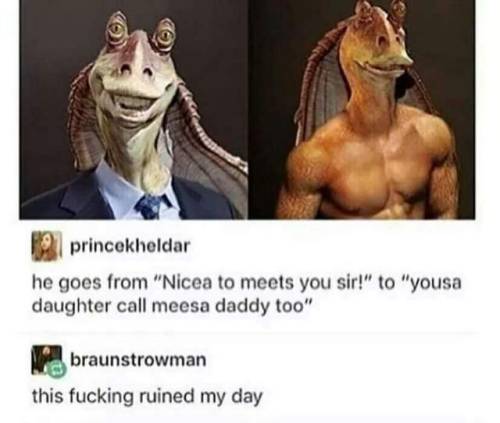 princekheldar
he goes from "Nicea to meets you sir!" to "yousa
daughter call meesa daddy too"
braunstrowman
this fucking ruined my day